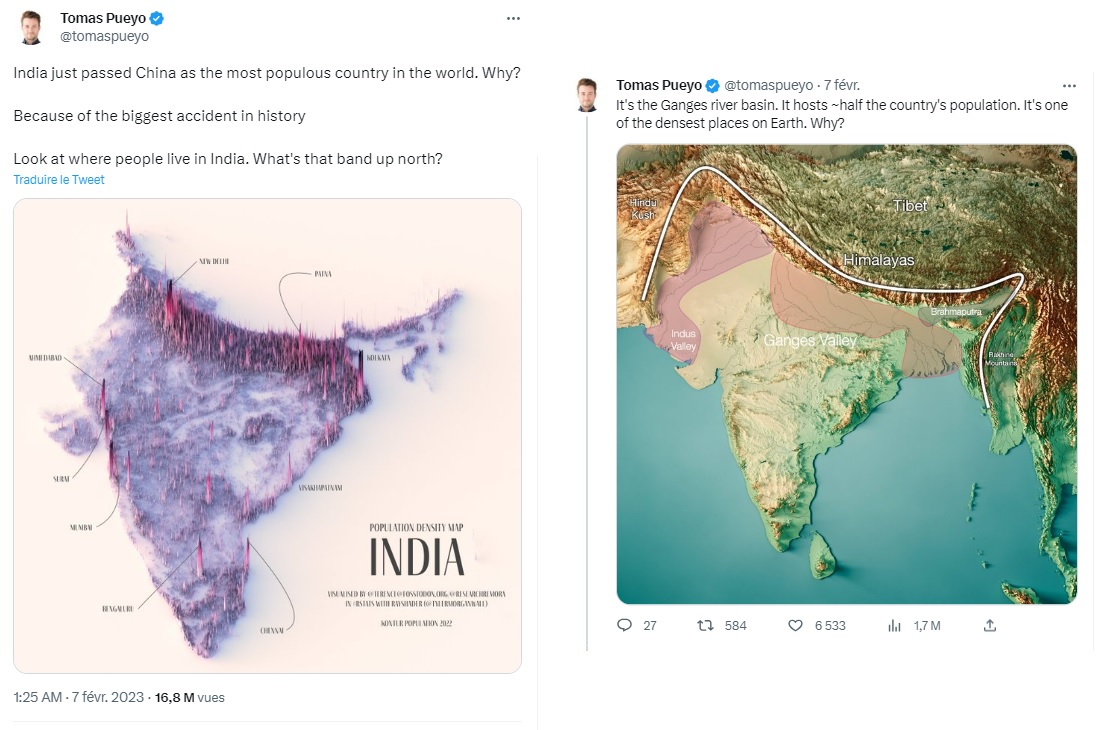 Tomas Pueyo
@tomaspueyo
India just passed China as the most populous country in the world. Why?
Because of the biggest accident in history
Look at where people live in India. What's that band up north?
Traduire le Tweet
NEW DELHI
PATNA
AHMEDABAD
KOLKATA
SURAT
VISAKHAPATNAM
MUMBAI
POPULATION DENSITY MAP
INDIA
VISUALISED BY @TERENCE@FOSSTODON.ORG/@RESEARCHREMORA
IN #RSTATS WITH RAYSHADER (@TYLERMORGANWALL)
BENGALURU
KONTUR POPULATION 2022
CHENNAI
1:25 AM · 7 févr. 2023 · 16,8 M vues
Tomas Pueyo @tomaspueyo · 7 févr.
It's the Ganges river basin. It hosts ~half the country's population. It's one
of the densest places on Earth. Why?
Hindu
Kush
Tibet
Himalayas
Brahmaputra
Indus
Valley
Ganges Valley
Rakhine
Mountains
27 584 6 533 1,7 M